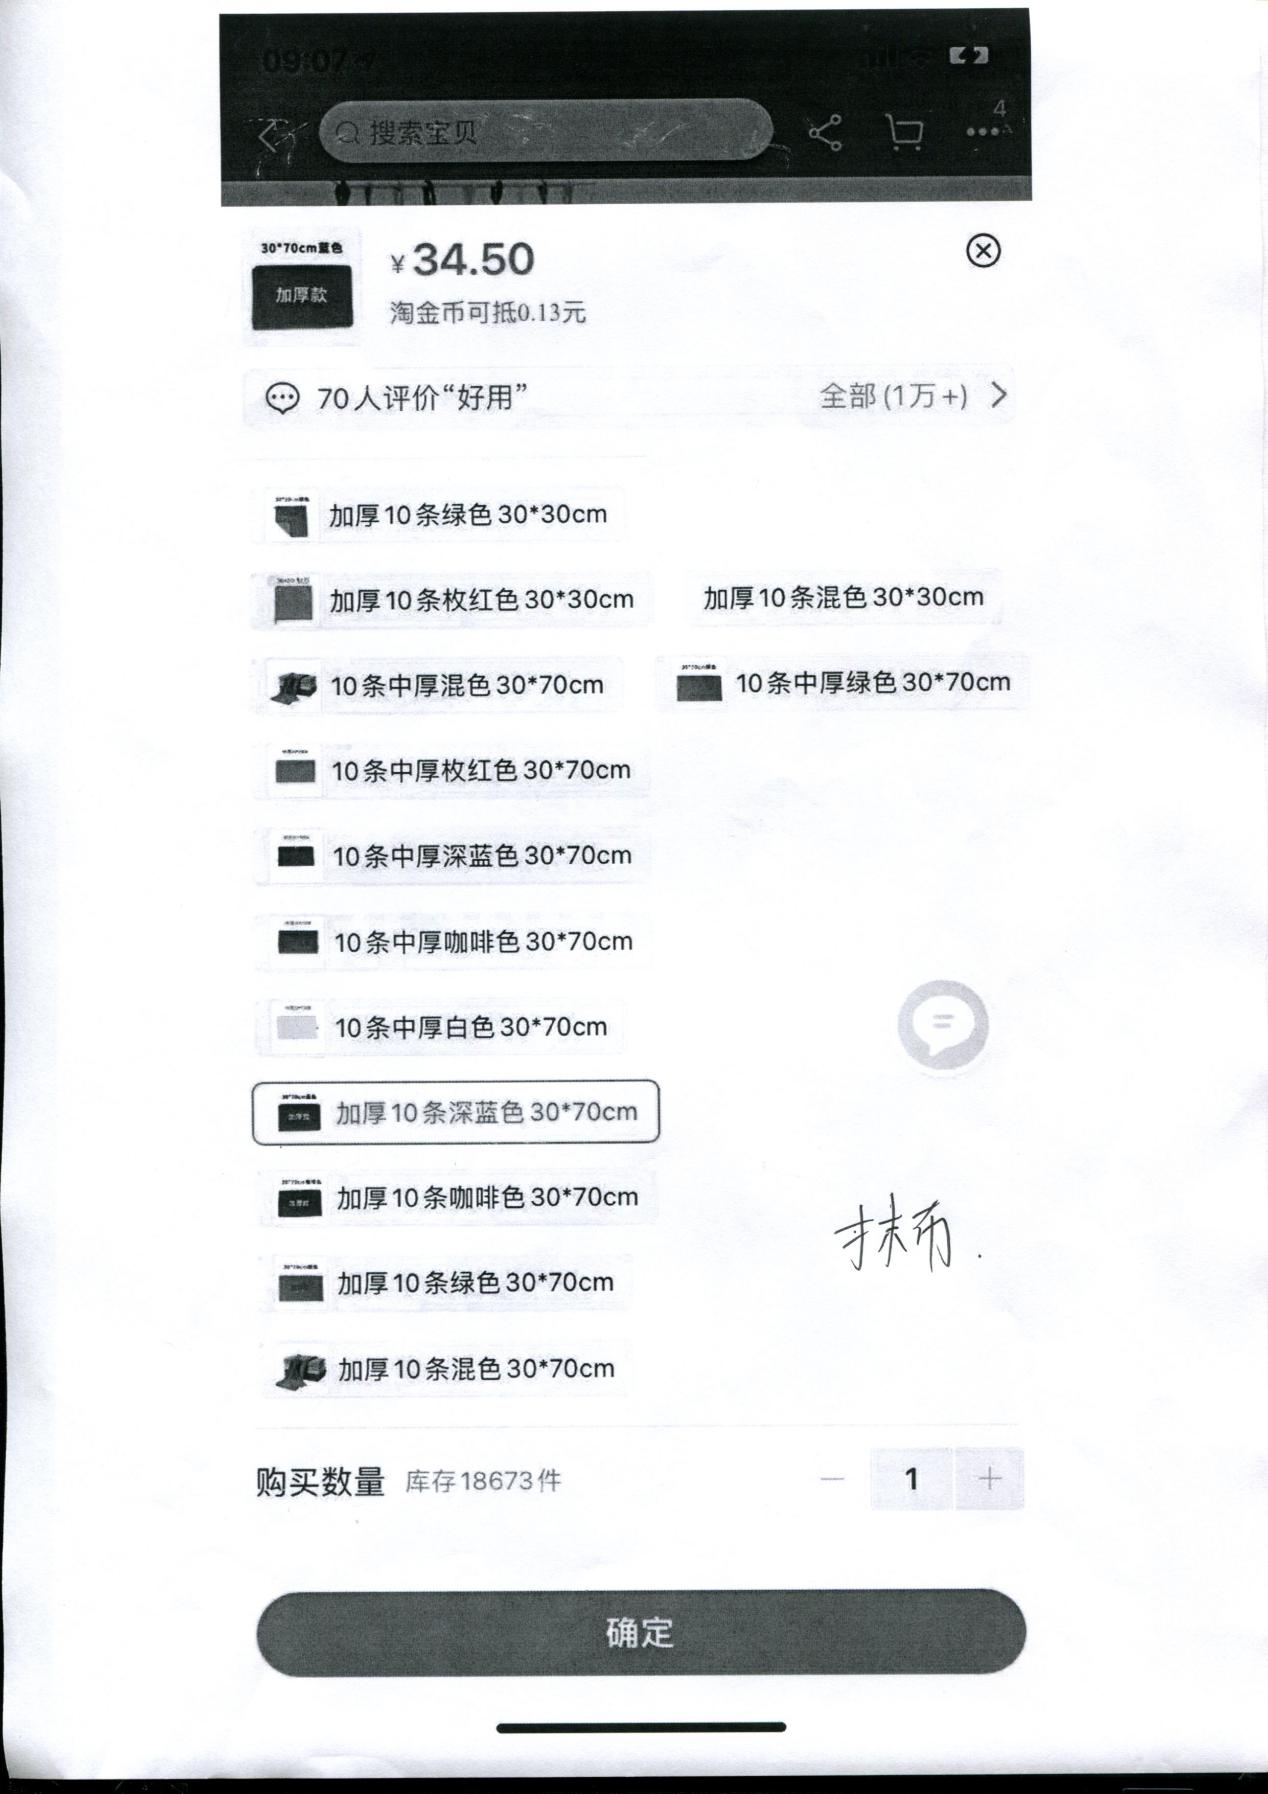 09:07
搜索宝贝
4
30*70cm蓝色
加厚款
¥34.50
淘金币可抵0.13元
70人评价“好用”
全部(1万+)
加厚10条绿色30*30cm
加厚10条枚红色30*30cm
加厚10条混色30*30cm
10条中厚混色30*70cm
10条中厚绿色30*70cm
10条中厚枚红色30*70cm
10条中厚深蓝色30*70cm
10条中厚咖啡色30*70cm
10条中厚白色30*70cm
加厚10条深蓝色30*70cm
加厚10条咖啡色30*70cm
抹布.
加厚10条绿色30*70cm
加厚10条混色30*70cm
购买数量 库存18673件
1
确定